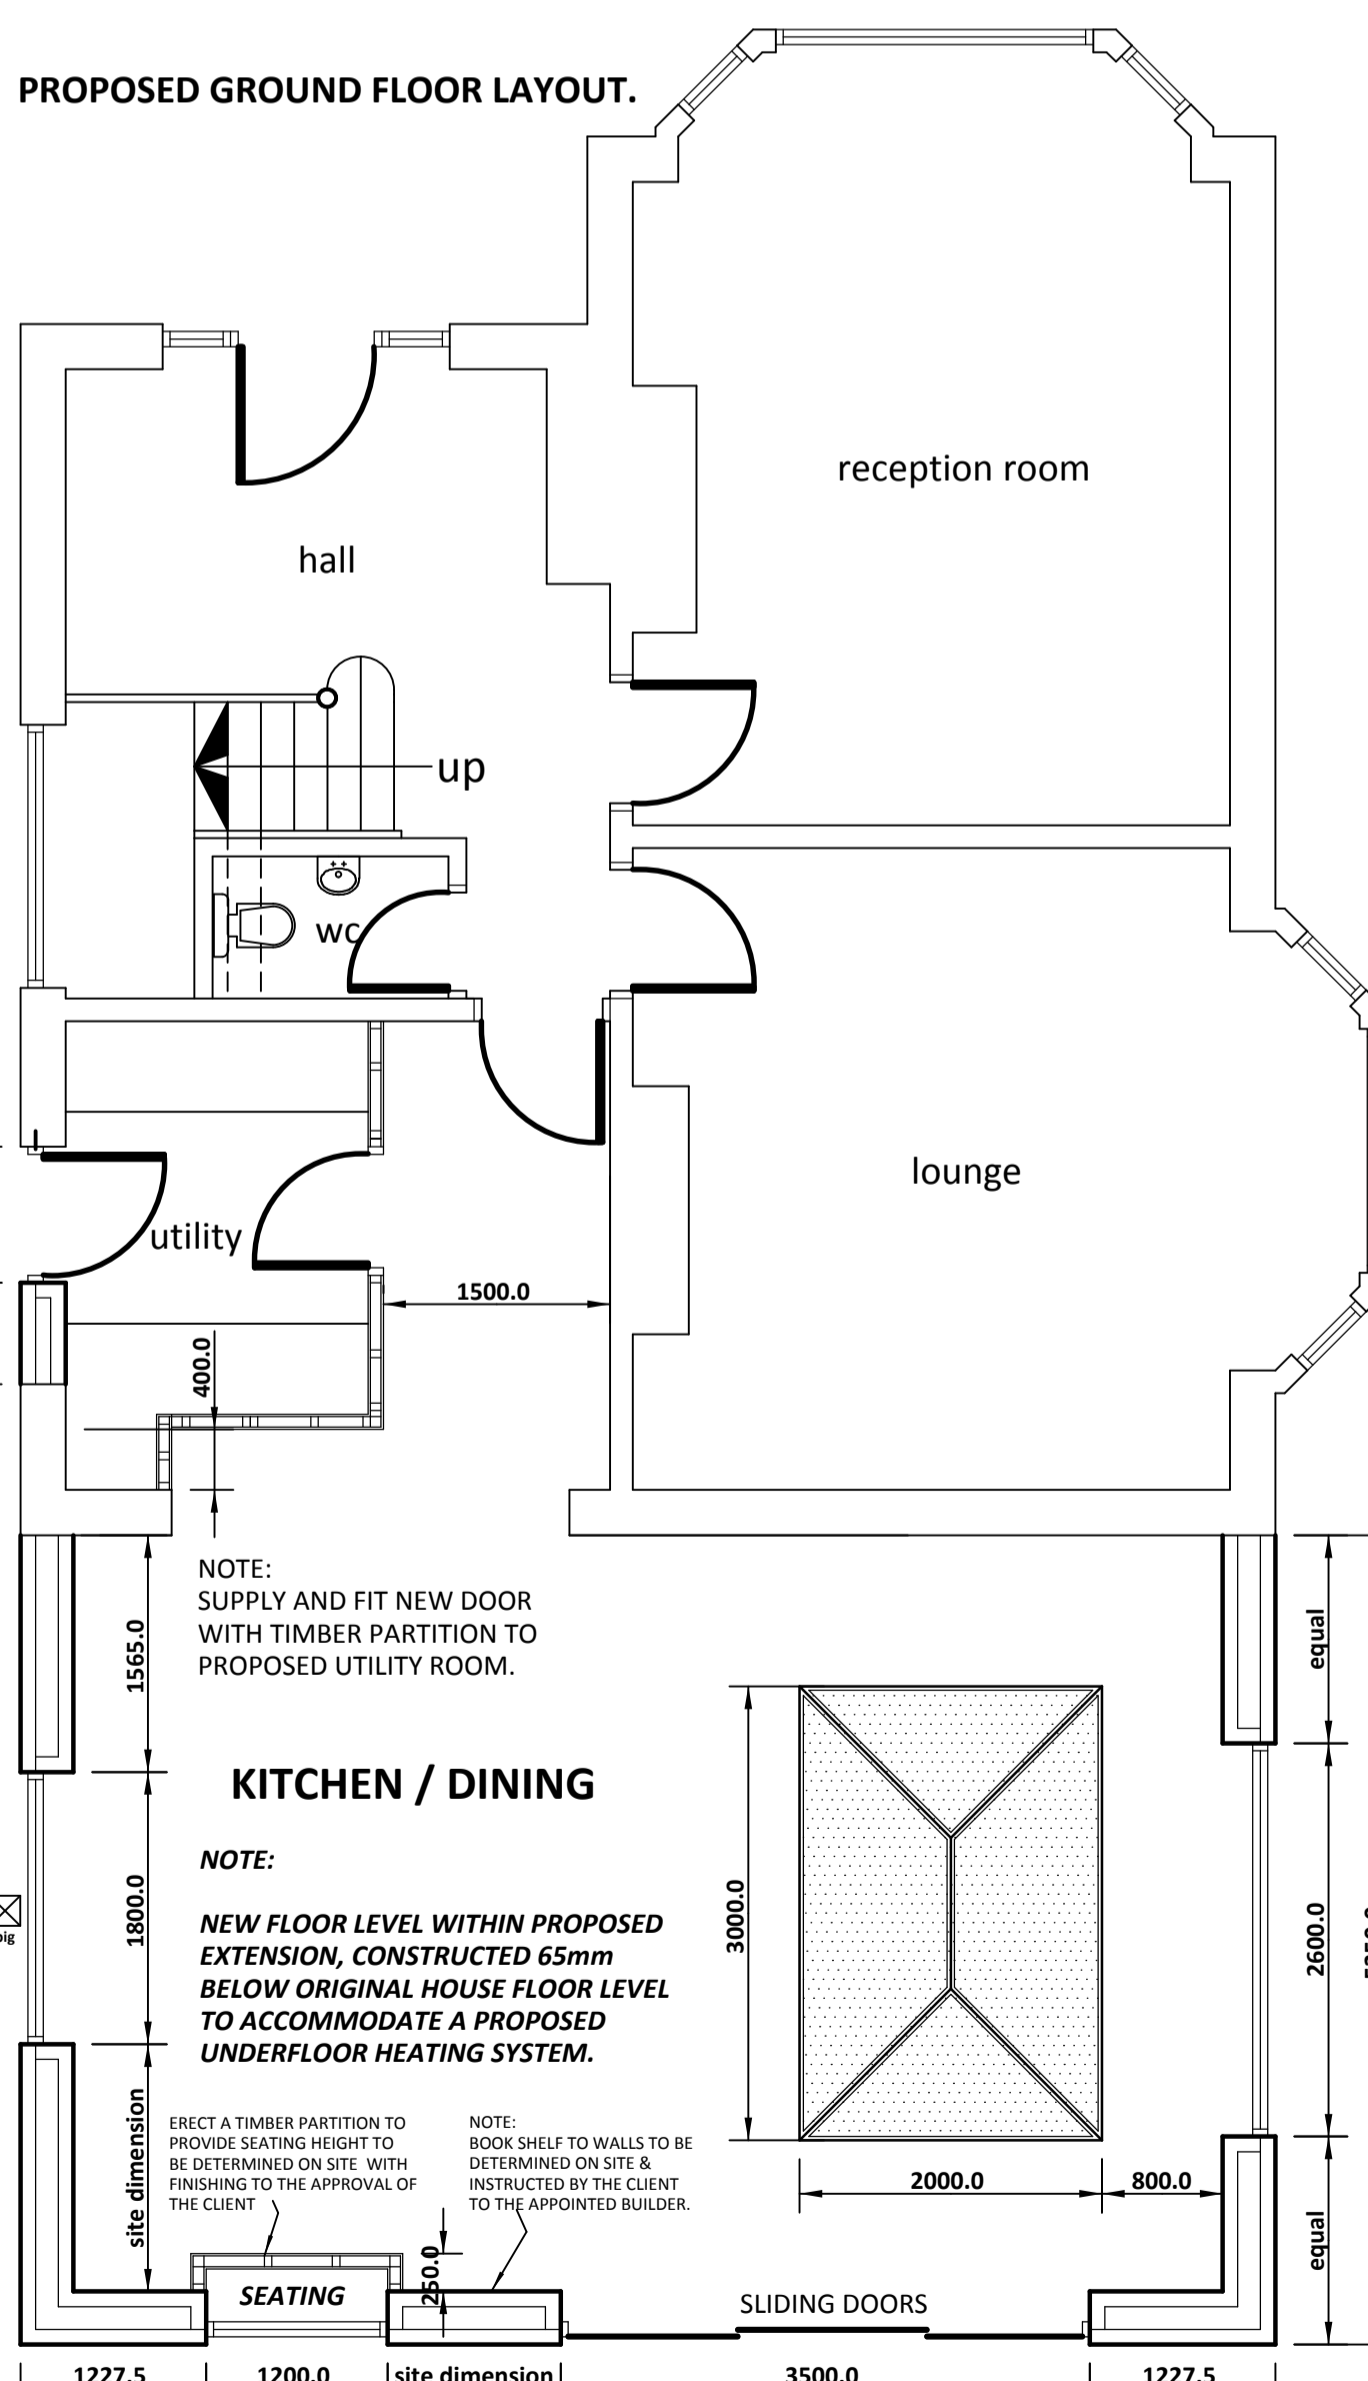 PROPOSED GROUND FLOOR LAYOUT.
reception room
hall
up
wc
lounge
utility
1500.0
400.0
NOTE:
SUPPLY AND FIT NEW DOOR
WITH TIMBER PARTITION TO
PROPOSED UTILITY ROOM.
1565.0
equal
KITCHEN / DINING
NOTE:
NEW FLOOR LEVEL WITHIN PROPOSED
EXTENSION, CONSTRUCTED 65mm
BELOW ORIGINAL HOUSE FLOOR LEVEL
TO ACCOMMODATE A PROPOSED
UNDERFLOOR HEATING SYSTEM.
1800.0
3000.0
2600.0
2000.0
800.0
site dimension
ERECT A TIMBER PARTITION TO
PROVIDE SEATING HEIGHT TO
BE DETERMINED ON SITE WITH
FINISHING TO THE APPROVAL OF
THE CLIENT
NOTE:
BOOK SHELF TO WALLS TO BE
DETERMINED ON SITE &
INSTRUCTED BY THE CLIENT
TO THE APPOINTED BUILDER.
equal
250.0
SEATING
SLIDING DOORS
1227.5
1200.0
site dimension
3500.0
1227.5